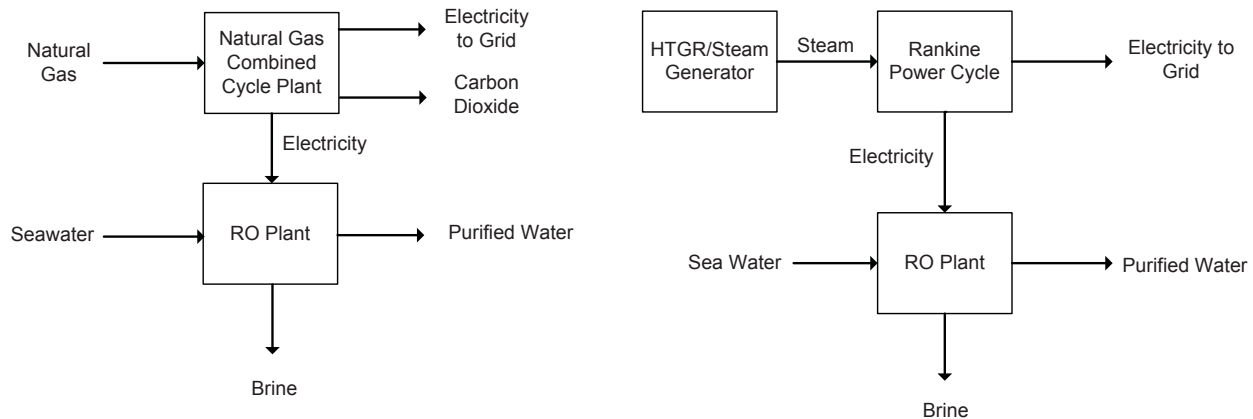 Natural
Gas
Natural Gas
Combined
Cycle Plant
Electricity
to Grid
Carbon
Dioxide
Electricity
Seawater
RO Plant
Purified Water
Brine
HTGR/Steam
Generator
Steam
Rankine
Power Cycle
Electricity to
Grid
Electricity
Sea Water
RO Plant
Purified Water
Brine